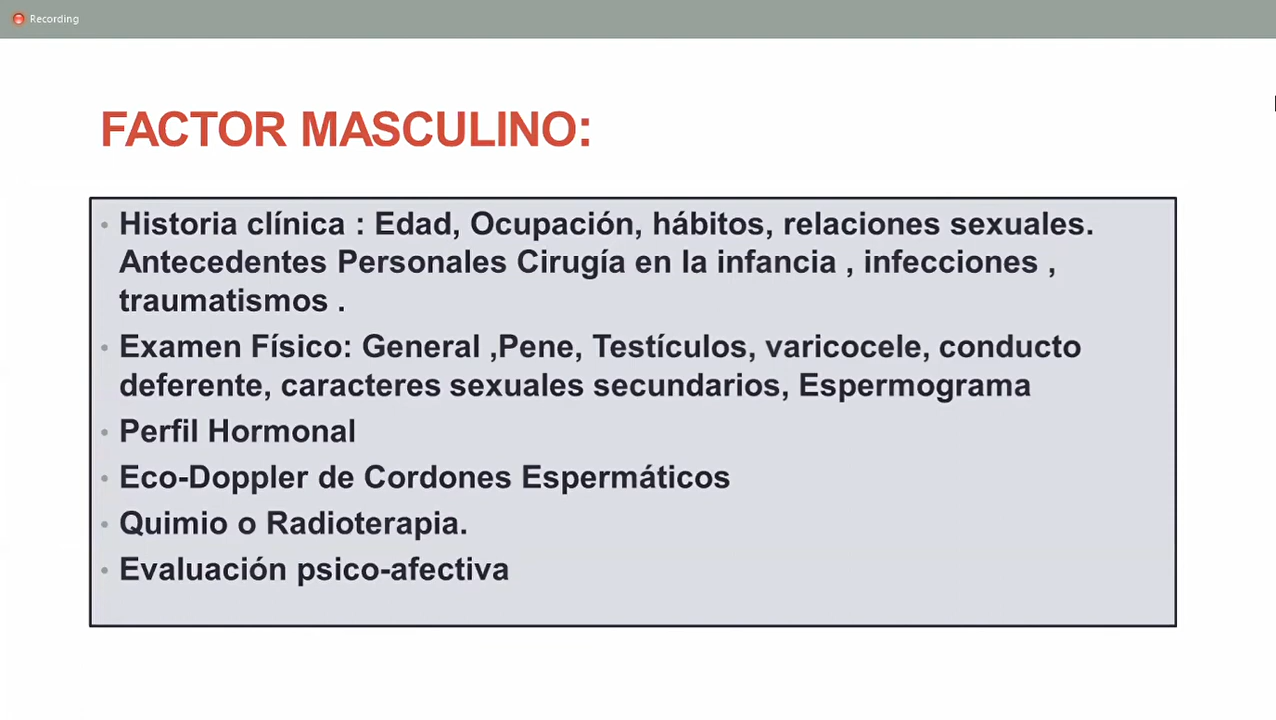 Recording
FACTOR MASCULINO:
• Historia clínica : Edad, Ocupación, hábitos, relaciones sexuales.
Antecedentes Personales Cirugía en la infancia , infecciones ,
traumatismos .
• Examen Físico: General ,Pene, Testículos, varicocele, conducto
deferente, caracteres sexuales secundarios, Espermograma
• Perfil Hormonal
• Eco-Doppler de Cordones Espermáticos
• Quimio o Radioterapia.
• Evaluación psico-afectiva